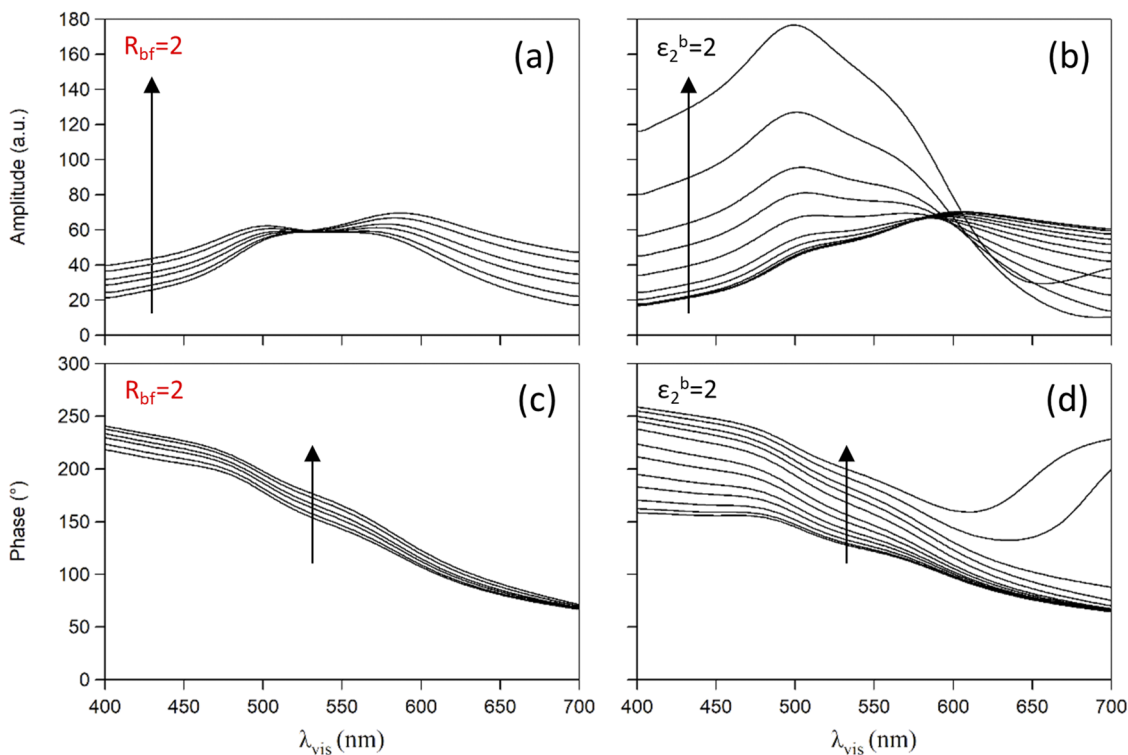 180
160
140
120
100
80
60
40
20
0
Amplitude (a.u.)
R_bf=2
(a)
ε₂ᵇ=2
(b)
300
250
200
150
100
50
0
Phase (°)
R_bf=2
(c)
ε₂ᵇ=2
(d)
400 450 500 550 600 650 700
400 450 500 550 600 650 700
λ_vis (nm)
λ_vis (nm)